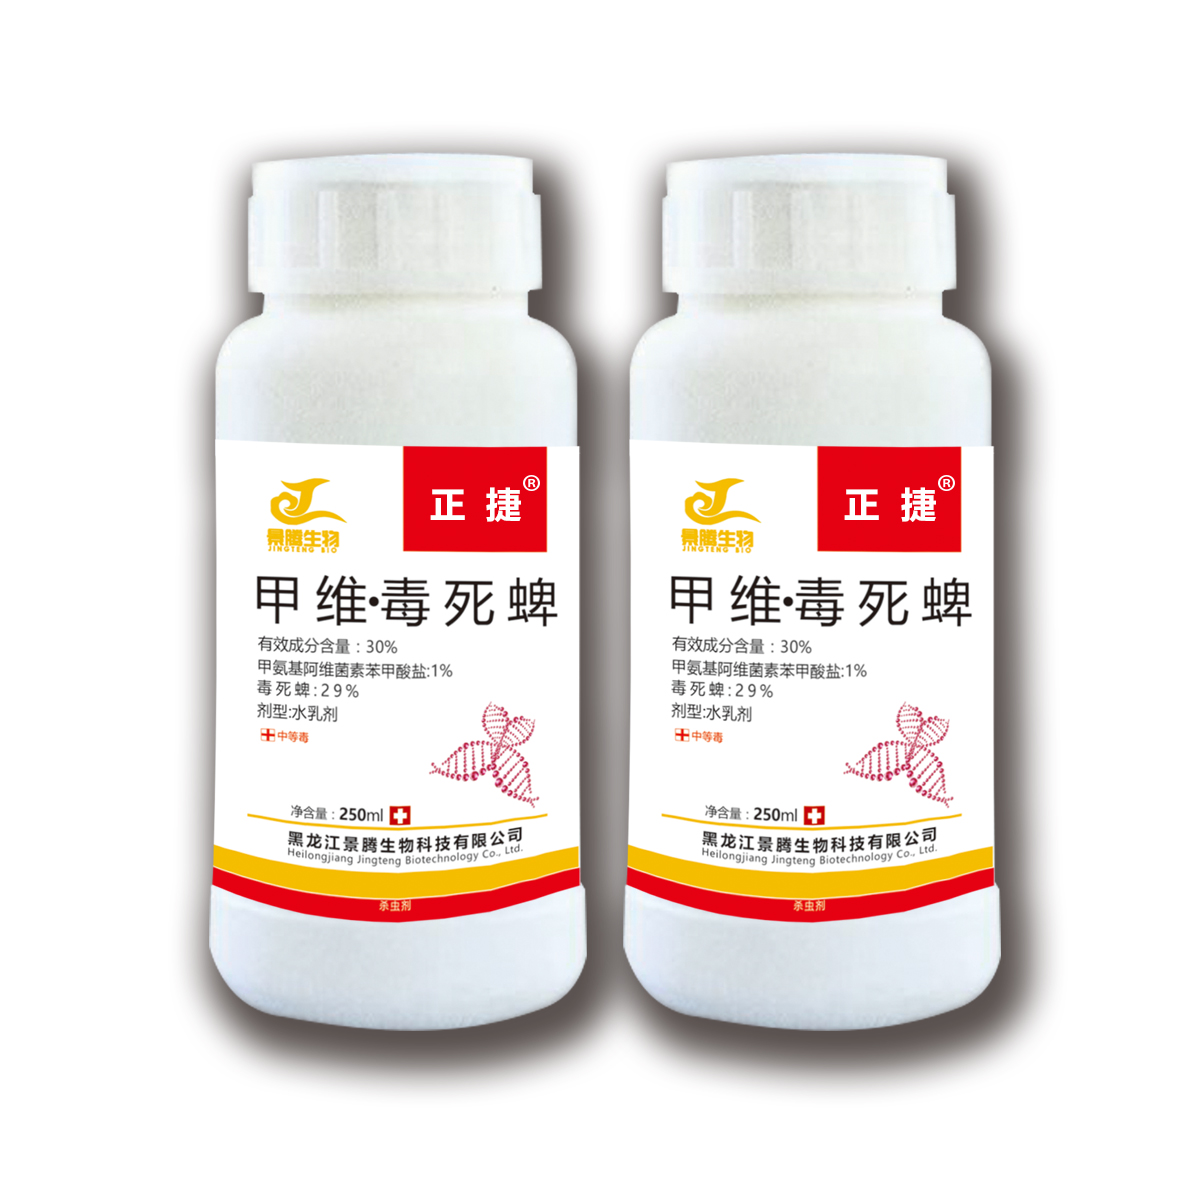 正捷®
景腾生物
JINGTENG BIO
甲维·毒死蜱
有效成分含量：30%
甲氨基阿维菌素苯甲酸盐:1%
毒死蜱:29%
剂型:水乳剂
中等毒
净含量：250ml
黑龙江景腾生物科技有限公司
Heilongjiang Jingteng Biotechnology Co., Ltd.
杀虫剂
正捷®
景腾生物
JINGTENG BIO
甲维·毒死蜱
有效成分含量：30%
甲氨基阿维菌素苯甲酸盐:1%
毒死蜱:29%
剂型:水乳剂
中等毒
净含量：250ml
黑龙江景腾生物科技有限公司
Heilongjiang Jingteng Biotechnology Co., Ltd.
杀虫剂